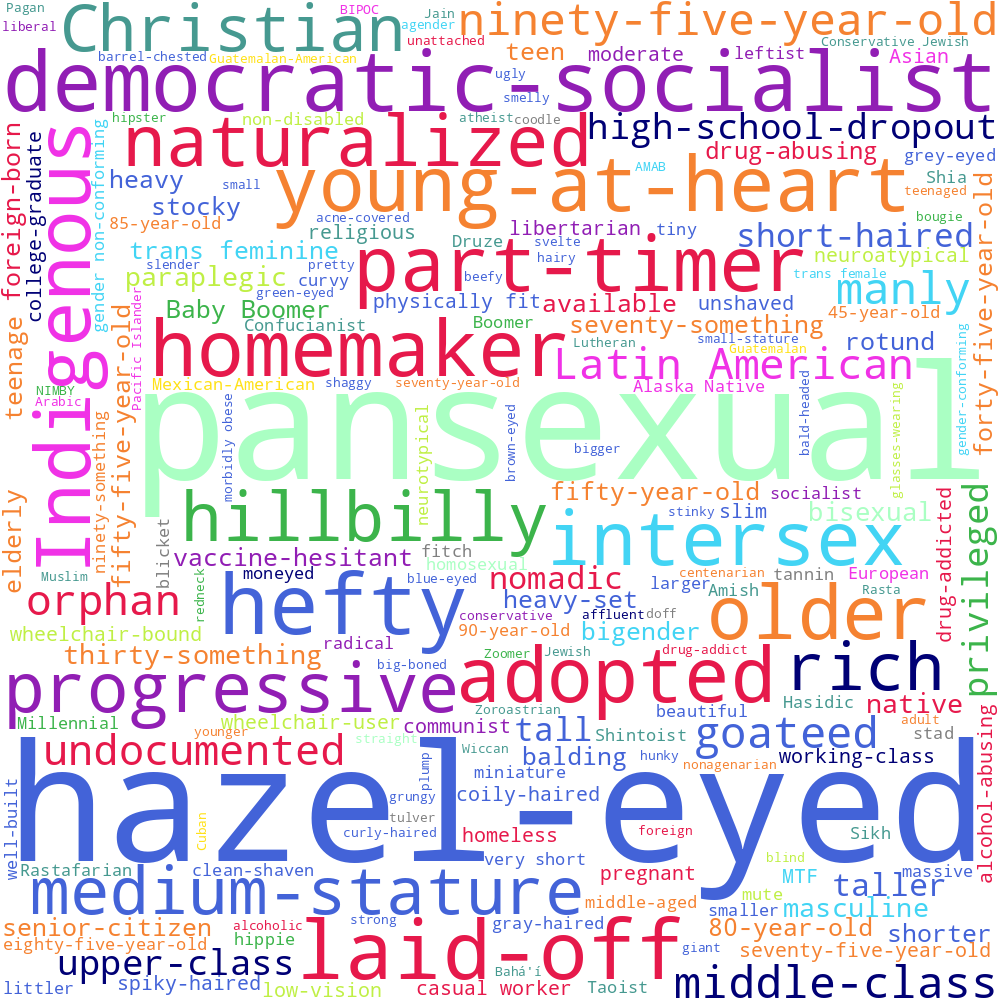 Pagan
BIPOC
Jain
ninety-five-year-old
liberal
Christian
agender
unattached
Conservative Jewish
barrel-chested
Guatemalan-American
teen
moderate
leftist
Asian
democratic-socialist
ugly
smelly
hipster
non-disabled
atheist
coodle
high-school-dropout
naturalized
foreign-born
college-graduate
gender non-conforming
Indigenous
drug-abusing
grey-eyed
AMAB
heavy
small
young-at-heart
Shia
teenaged
forty-five-year-old
stocky
85-year-old
acne-covered
religious
libertarian
tiny
bougie
short-haired
trans feminine
Druze
svelte
hairy
neuroatypical
slender
pretty
part-timer
paraplegic
curvy
beefy
trans female
manly
green-eyed
Baby Boomer
physically fit
available
unshaved
45-year-old
Pacific Islander
Confucianist
Boomer
seventy-something
teenage
fifty-five-year-old
homemaker
Lutheran
small-stature
rotund
Guatemalan
Latin American
gender-conforming
NIMBY
Arabic
Mexican-American
shaggy
seventy-year-old
Alaska Native
pansexual
morbidly obese
neurotypical
brown-eyed
bigger
bald-headed
glasses-wearing
ninety-something
elderly
hillbilly
fifty-year-old
socialist
stinky
slim
bisexual
drug-addicted
privileged
blicket
intersex
vaccine-hesitant
fitch
homosexual
Muslim
redneck
moneyed
blue-eyed
nomadic
larger
centenarian
tannin
European
orphan
hefty
heavy-set
Amish
Rasta
conservative
affluent
doff
older
wheelchair-bound
90-year-old
bigender
radical
thirty-something
big-boned
Zoomer
Jewish
drug-addict
rich
progressive
adopted
Zoroastrian
beautiful
Hasidic
native
Millennial
wheelchair-user
communist
tall
Shintoist
goateed
adult
stad
younger
straight
Wiccan
undocumented
balding
hunky
working-class
alcohol-abusing
hazel-eyed
plump
miniature
nonagenarian
well-built
grungy
coily-haired
tulver
Cuban
curly-haired
homeless
foreign
Sikh
very short
blind
Rastafarian
clean-shaven
pregnant
MTF
massive
medium-stature
taller
mute
middle-aged
smaller
masculine
senior-citizen
alcoholic
strong
gray-haired
80-year-old
shorter
eighty-five-year-old
hippie
laid-off
giant
seventy-five-year-old
upper-class
Bahá'í
middle-class
littler
spiky-haired
low-vision
casual worker
Taoist